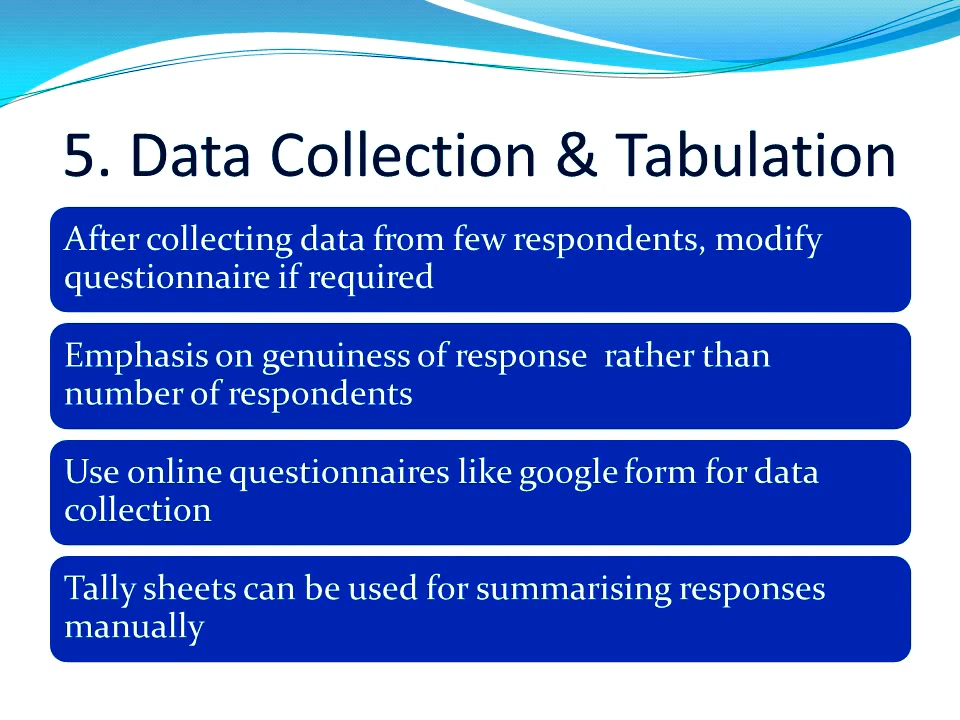 5. Data Collection & Tabulation
After collecting data from few respondents, modify
questionnaire if required
Emphasis on genuiness of response  rather than
number of respondents
Use online questionnaires like google form for data
collection
Tally sheets can be used for summarising responses
manually